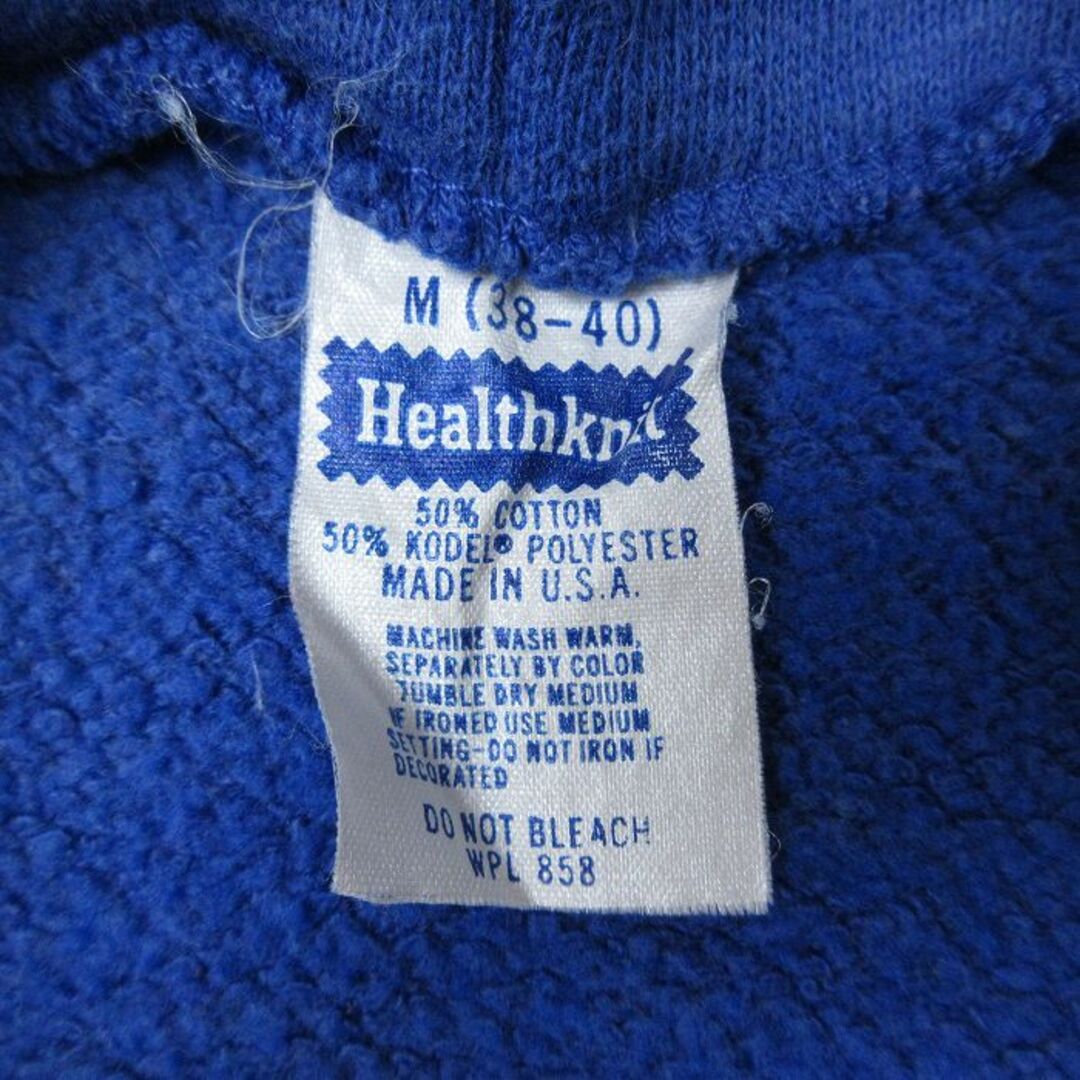 M (38-40)
Healthknit
50% COTTON
50% KODEL® POLYESTER
MADE IN U.S.A.
MACHINE WASH WARM,
SEPARATELY BY COLOR
TUMBLE DRY MEDIUM
IF IRONED USE MEDIUM
SETTING-DO NOT IRON IF
DECORATED
DO NOT BLEACH
WPL 858